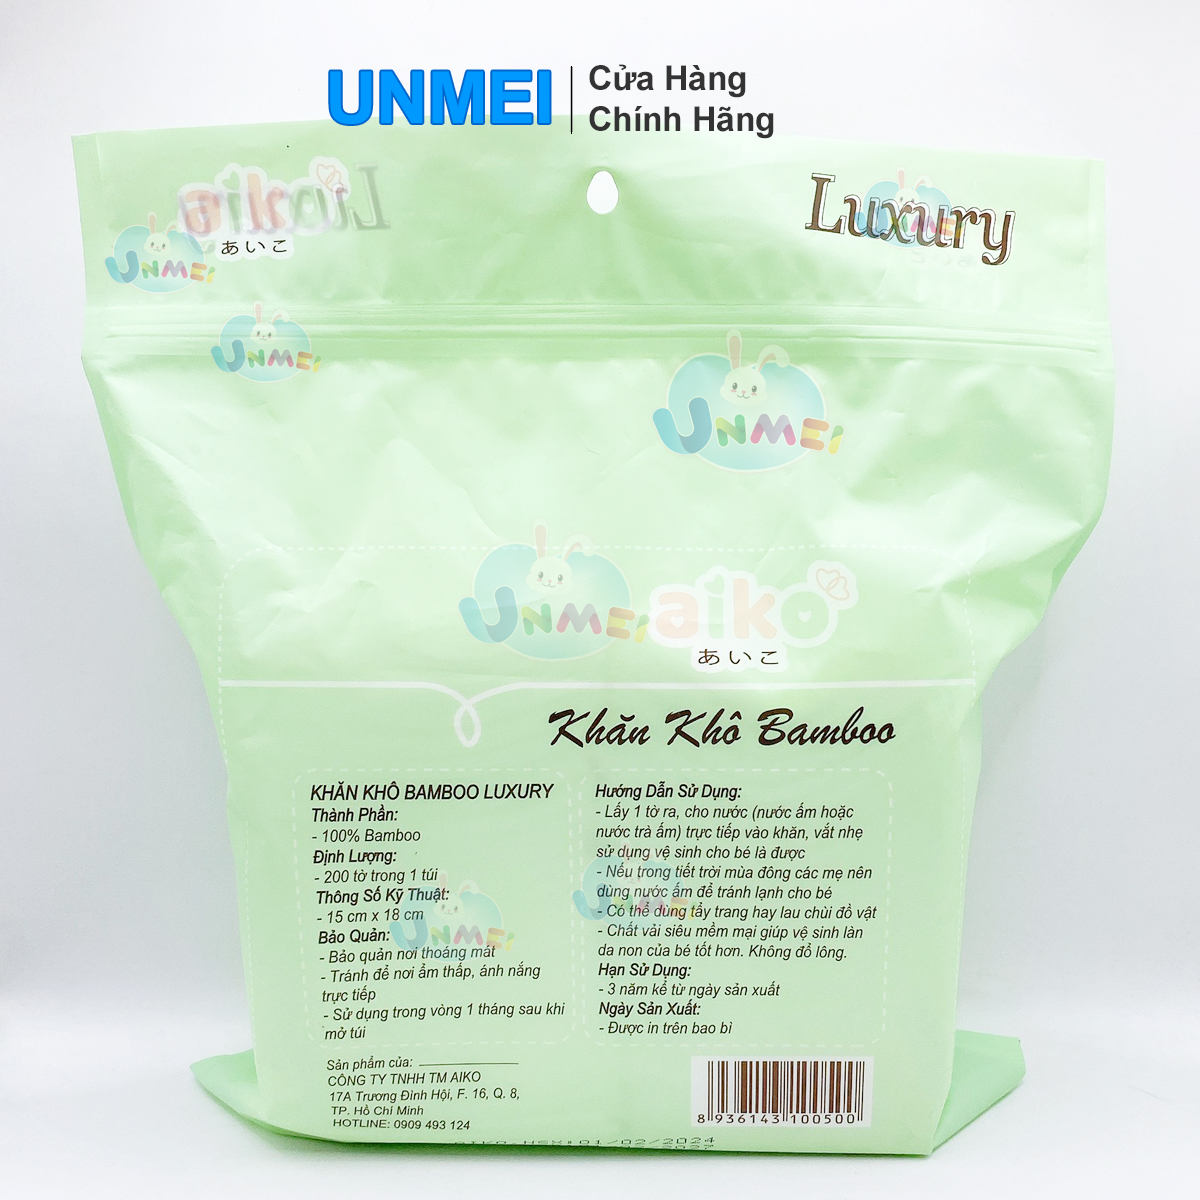 UNMEI
Cửa Hàng
Chính Hãng
あいこ
Luxury
UNMEI
UNMEI
UNMEI
UNMEI
aiko
あいこ
Khăn Khô Bamboo
KHĂN KHÔ BAMBOO LUXURY
Thành Phần:
- 100% Bamboo
Định Lượng:
- 200 tờ trong 1 túi
Thông Số Kỹ Thuật:
- 15 cm x 18 cm
Bảo Quản:
- Bảo quản nơi thoáng mát
- Tránh để nơi ẩm thấp, ánh nắng
trực tiếp
- Sử dụng trong vòng 1 tháng sau khi
mở túi
UNMEI
Hướng Dẫn Sử Dụng:
- Lấy 1 tờ ra, cho nước (nước ấm hoặc
nước trà ấm) trực tiếp vào khăn, vắt nhẹ
sử dụng vệ sinh cho bé là được
- Nếu trong tiết trời mùa đông các mẹ nên
dùng nước ấm để tránh lạnh cho bé
- Có thể dùng tẩy trang hay lau chùi đồ vật
- Chất vải siêu mềm mại giúp vệ sinh làn
da non của bé tốt hơn. Không đổ lông.
Hạn Sử Dụng:
- 3 năm kể từ ngày sản xuất
Ngày Sản Xuất:
- Được in trên bao bì
UNMEI
Sản phẩm của:
CÔNG TY TNHH TM AIKO
17A Trương Đình Hội, F. 16, Q. 8,
TP. Hồ Chí Minh
HOTLINE: 0909 493 124
8 936143 100500
01/02/2024